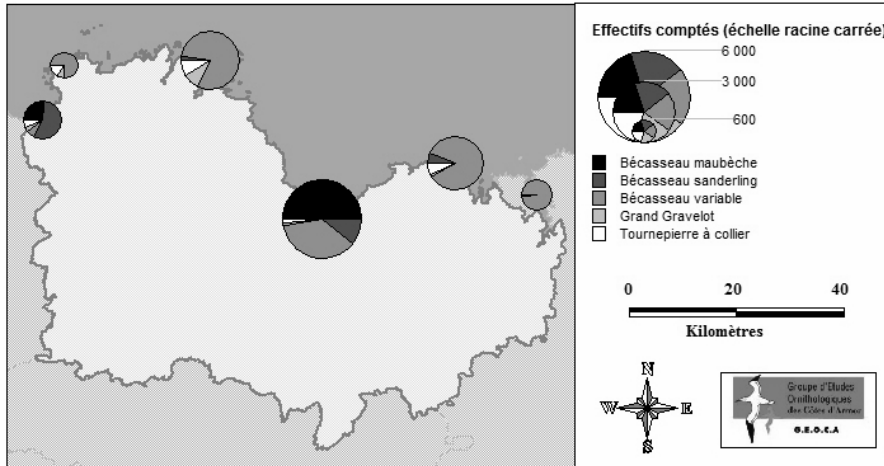 Effectifs comptés (échelle racine carrée)
6 000
3 000
600
Bécasseau maubèche
Bécasseau sanderling
Bécasseau variable
Grand Gravelot
Tournepierre à collier
0 20 40
Kilomètres
N
W E
S
Groupe d'Etudes
Ornithologiques
des Côtes d'Armor
G.E.O.C.A